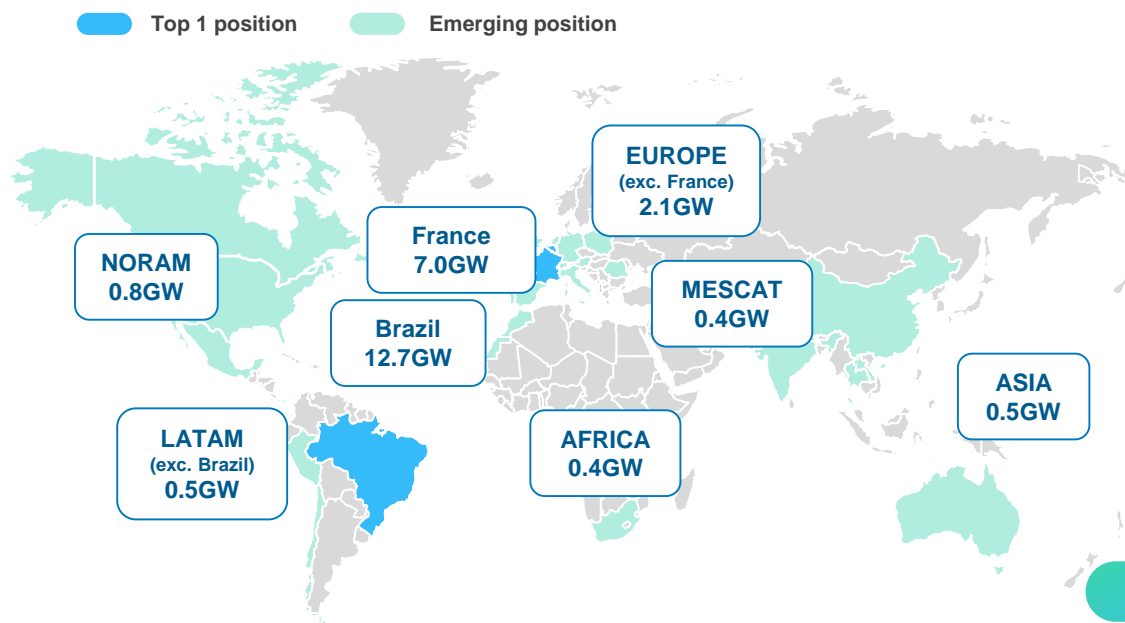 Top 1 position
Emerging position
EUROPE
(exc. France)
2.1GW
France
7.0GW
NORAM
0.8GW
MESCAT
0.4GW
Brazil
12.7GW
ASIA
0.5GW
LATAM
(exc. Brazil)
0.5GW
AFRICA
0.4GW